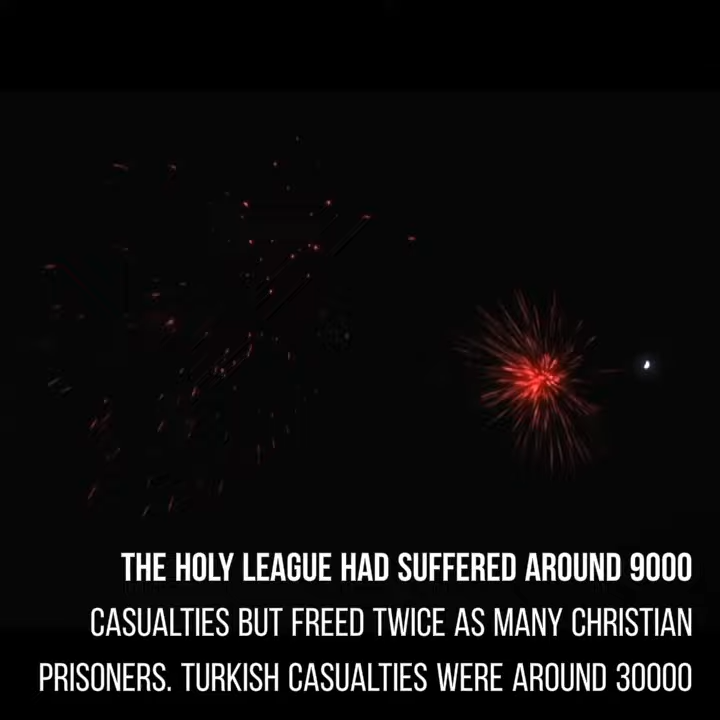 THE HOLY LEAGUE HAD SUFFERED AROUND 9000
CASUALTIES BUT FREED TWICE AS MANY CHRISTIAN
PRISONERS. TURKISH CASUALTIES WERE AROUND 30000